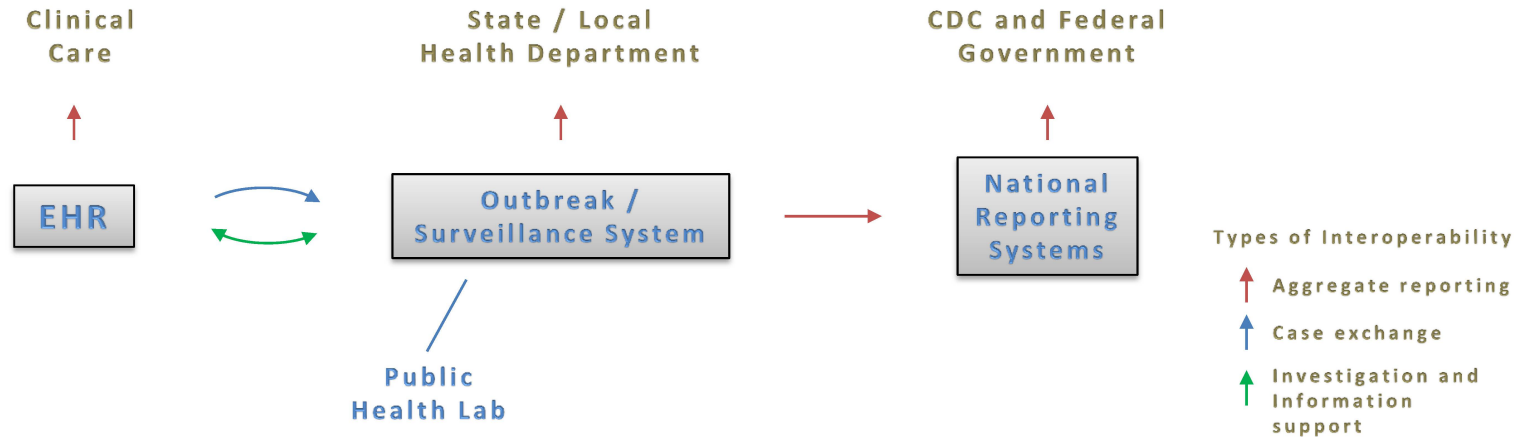 Clinical
Care
State / Local
Health Department
CDC and Federal
Government
EHR
Outbreak /
Surveillance System
National
Reporting
Systems
Public
Health Lab
Types of Interoperability
Aggregate reporting
Case exchange
Investigation and
Information
support